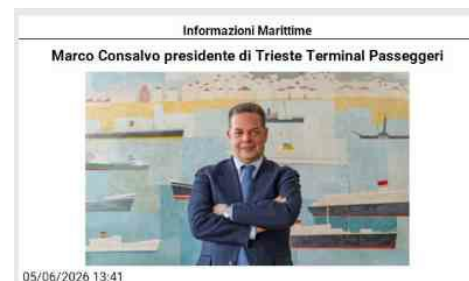 Informazioni Marittime
Marco Consalvo presidente di Trieste Terminal Passeggeri
05/06/2026 13:41